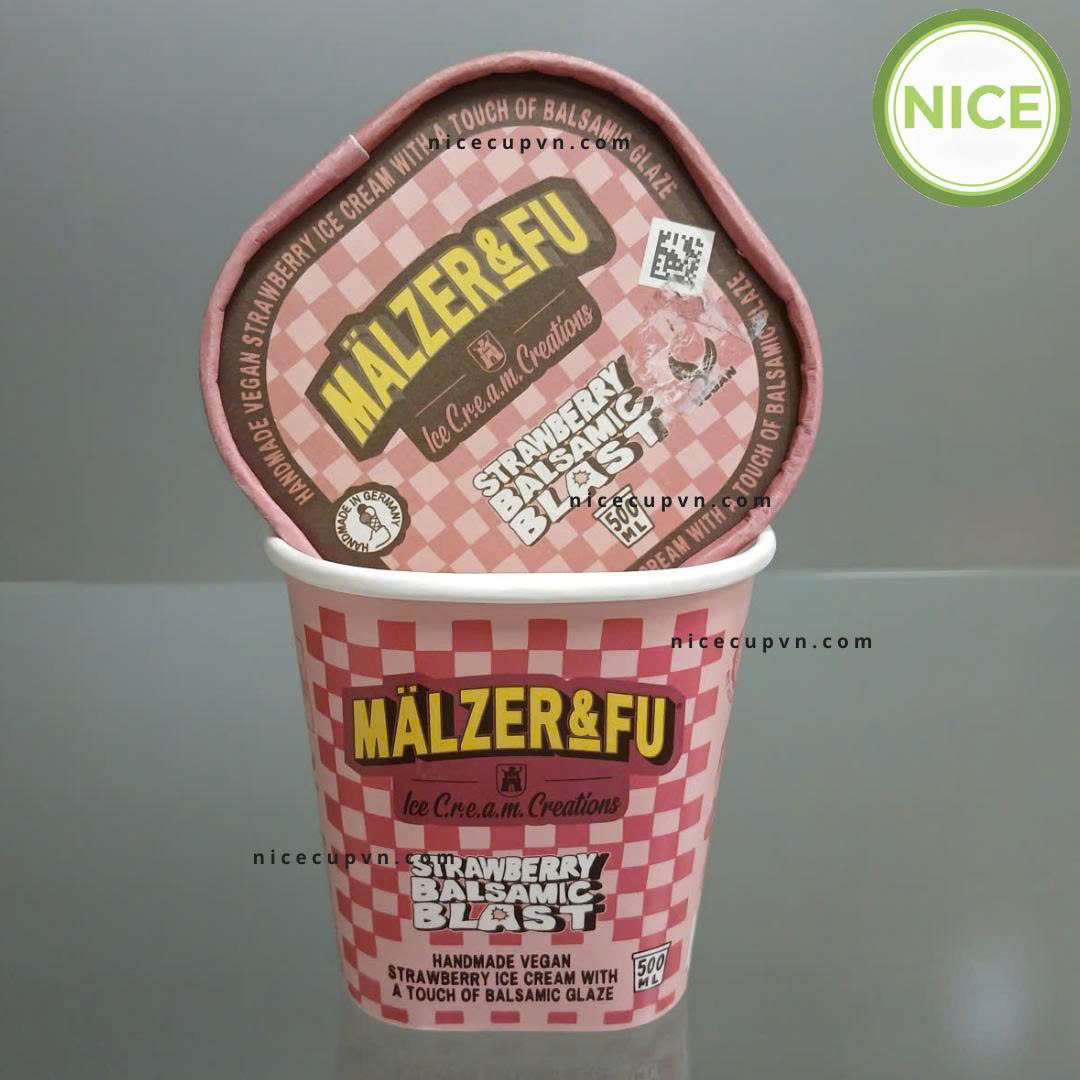 NICE
HANDMADE VEGAN STRAWBERRY ICE CREAM WITH A TOUCH OF BALSAMIC GLAZE
nicecupvn.com
MÄLZER&FU
Ice C.r.e.a.m. Creations
STRAWBERRY
BALSAMIC
BLAST
VEGAN
HANDMADE IN GERMANY
nicecupvn.com
500
ML
CREAM WITH A TOUCH OF BALSAMIC GLAZE
nicecupvn.com
MÄLZER&FU
Ice C.r.e.a.m. Creations
nicecupvn.com
STRAWBERRY
BALSAMIC
BLAST
HANDMADE VEGAN
STRAWBERRY ICE CREAM WITH
A TOUCH OF BALSAMIC GLAZE
500
ML